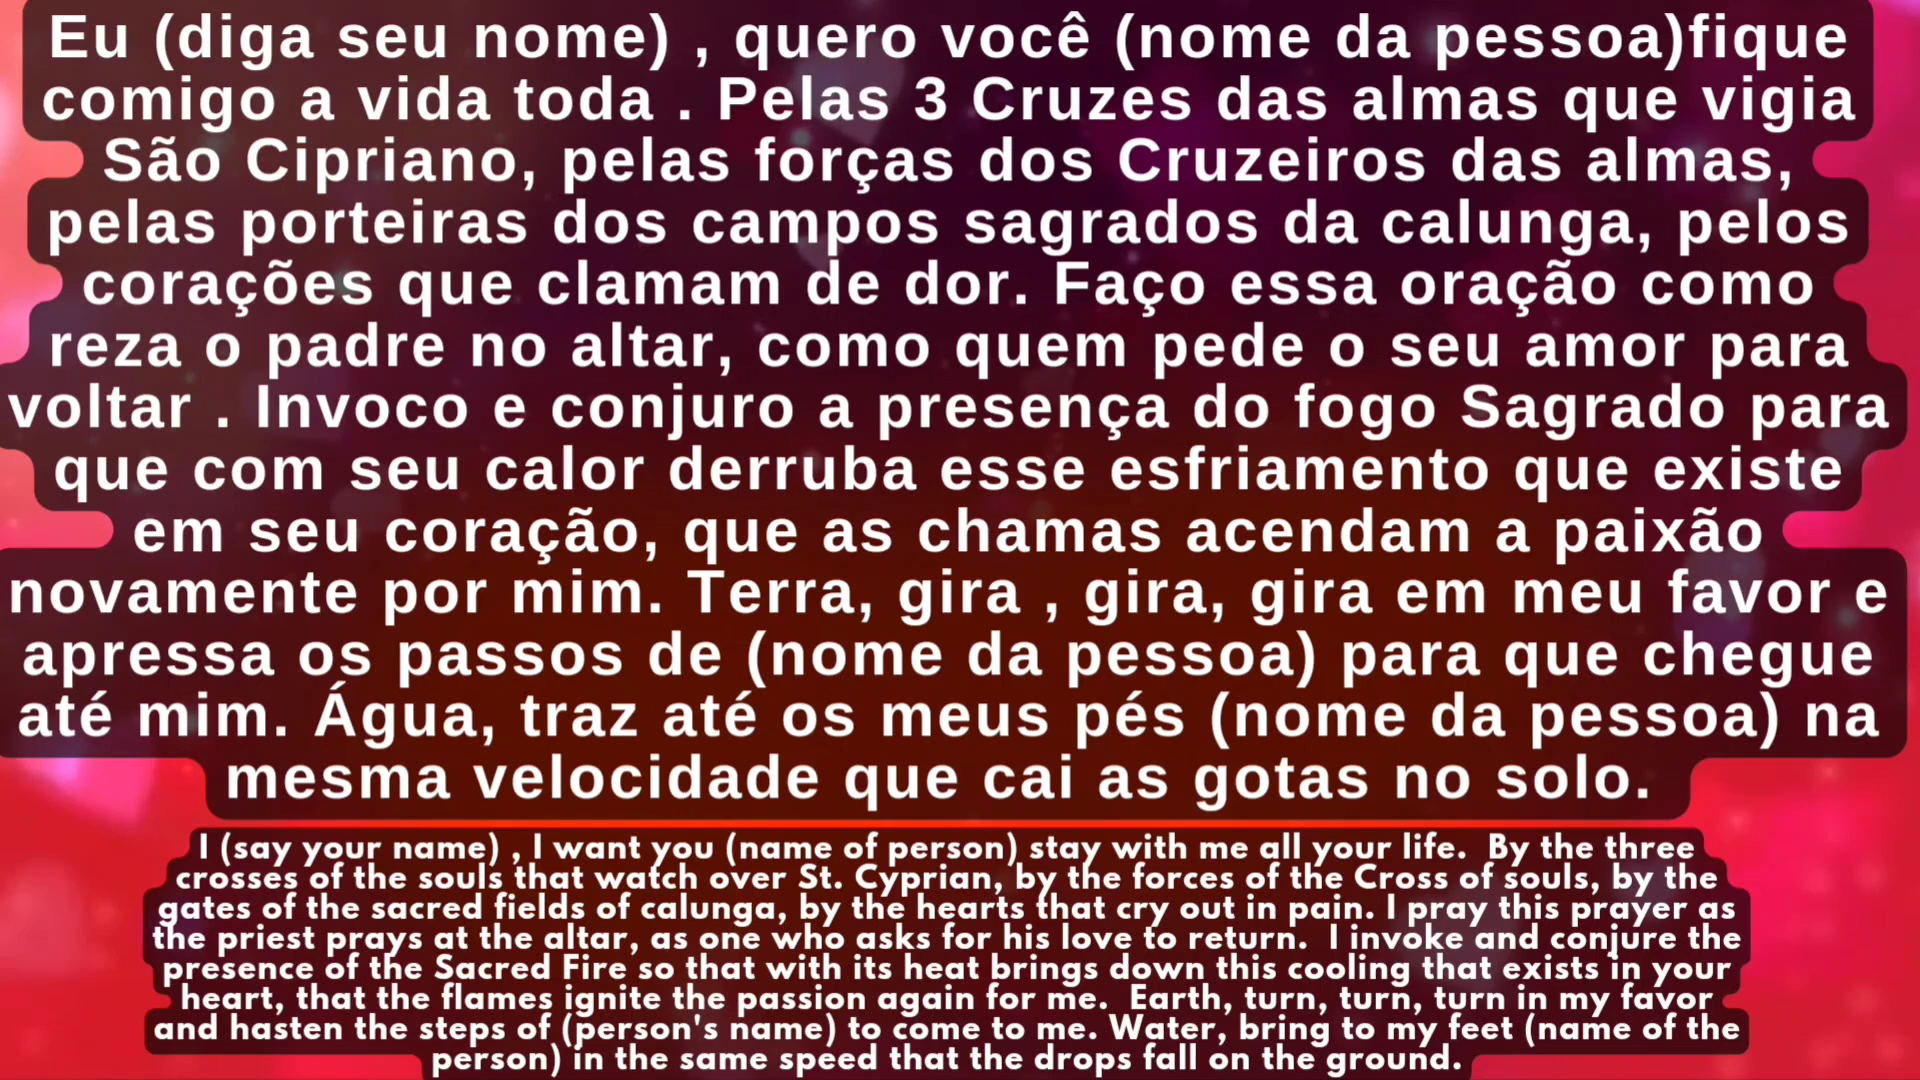 Eu (diga seu nome) , quero você (nome da pessoa)fique
comigo a vida toda . Pelas 3 Cruzes das almas que vigia
São Cipriano, pelas forças dos Cruzeiros das almas,
pelas porteiras dos campos sagrados da calunga, pelos
corações que clamam de dor. Faço essa oração como
reza o padre no altar, como quem pede o seu amor para
voltar . Invoco e conjuro a presença do fogo Sagrado para
que com seu calor derruba esse esfriamento que existe
em seu coração, que as chamas acendam a paixão
novamente por mim. Terra, gira , gira, gira em meu favor e
apressa os passos de (nome da pessoa) para que chegue
até mim. Água, traz até os meus pés (nome da pessoa) na
mesma velocidade que cai as gotas no solo.
I (say your name) , I want you (name of person) stay with me all your life.  By the three
crosses of the souls that watch over St. Cyprian, by the forces of the Cross of souls, by the
gates of the sacred fields of calunga, by the hearts that cry out in pain. I pray this prayer as
the priest prays at the altar, as one who asks for his love to return.  I invoke and conjure the
presence of the Sacred Fire so that with its heat brings down this cooling that exists in your
heart, that the flames ignite the passion again for me.  Earth, turn, turn, turn in my favor
and hasten the steps of (person's name) to come to me. Water, bring to my feet (name of the
person) in the same speed that the drops fall on the ground.